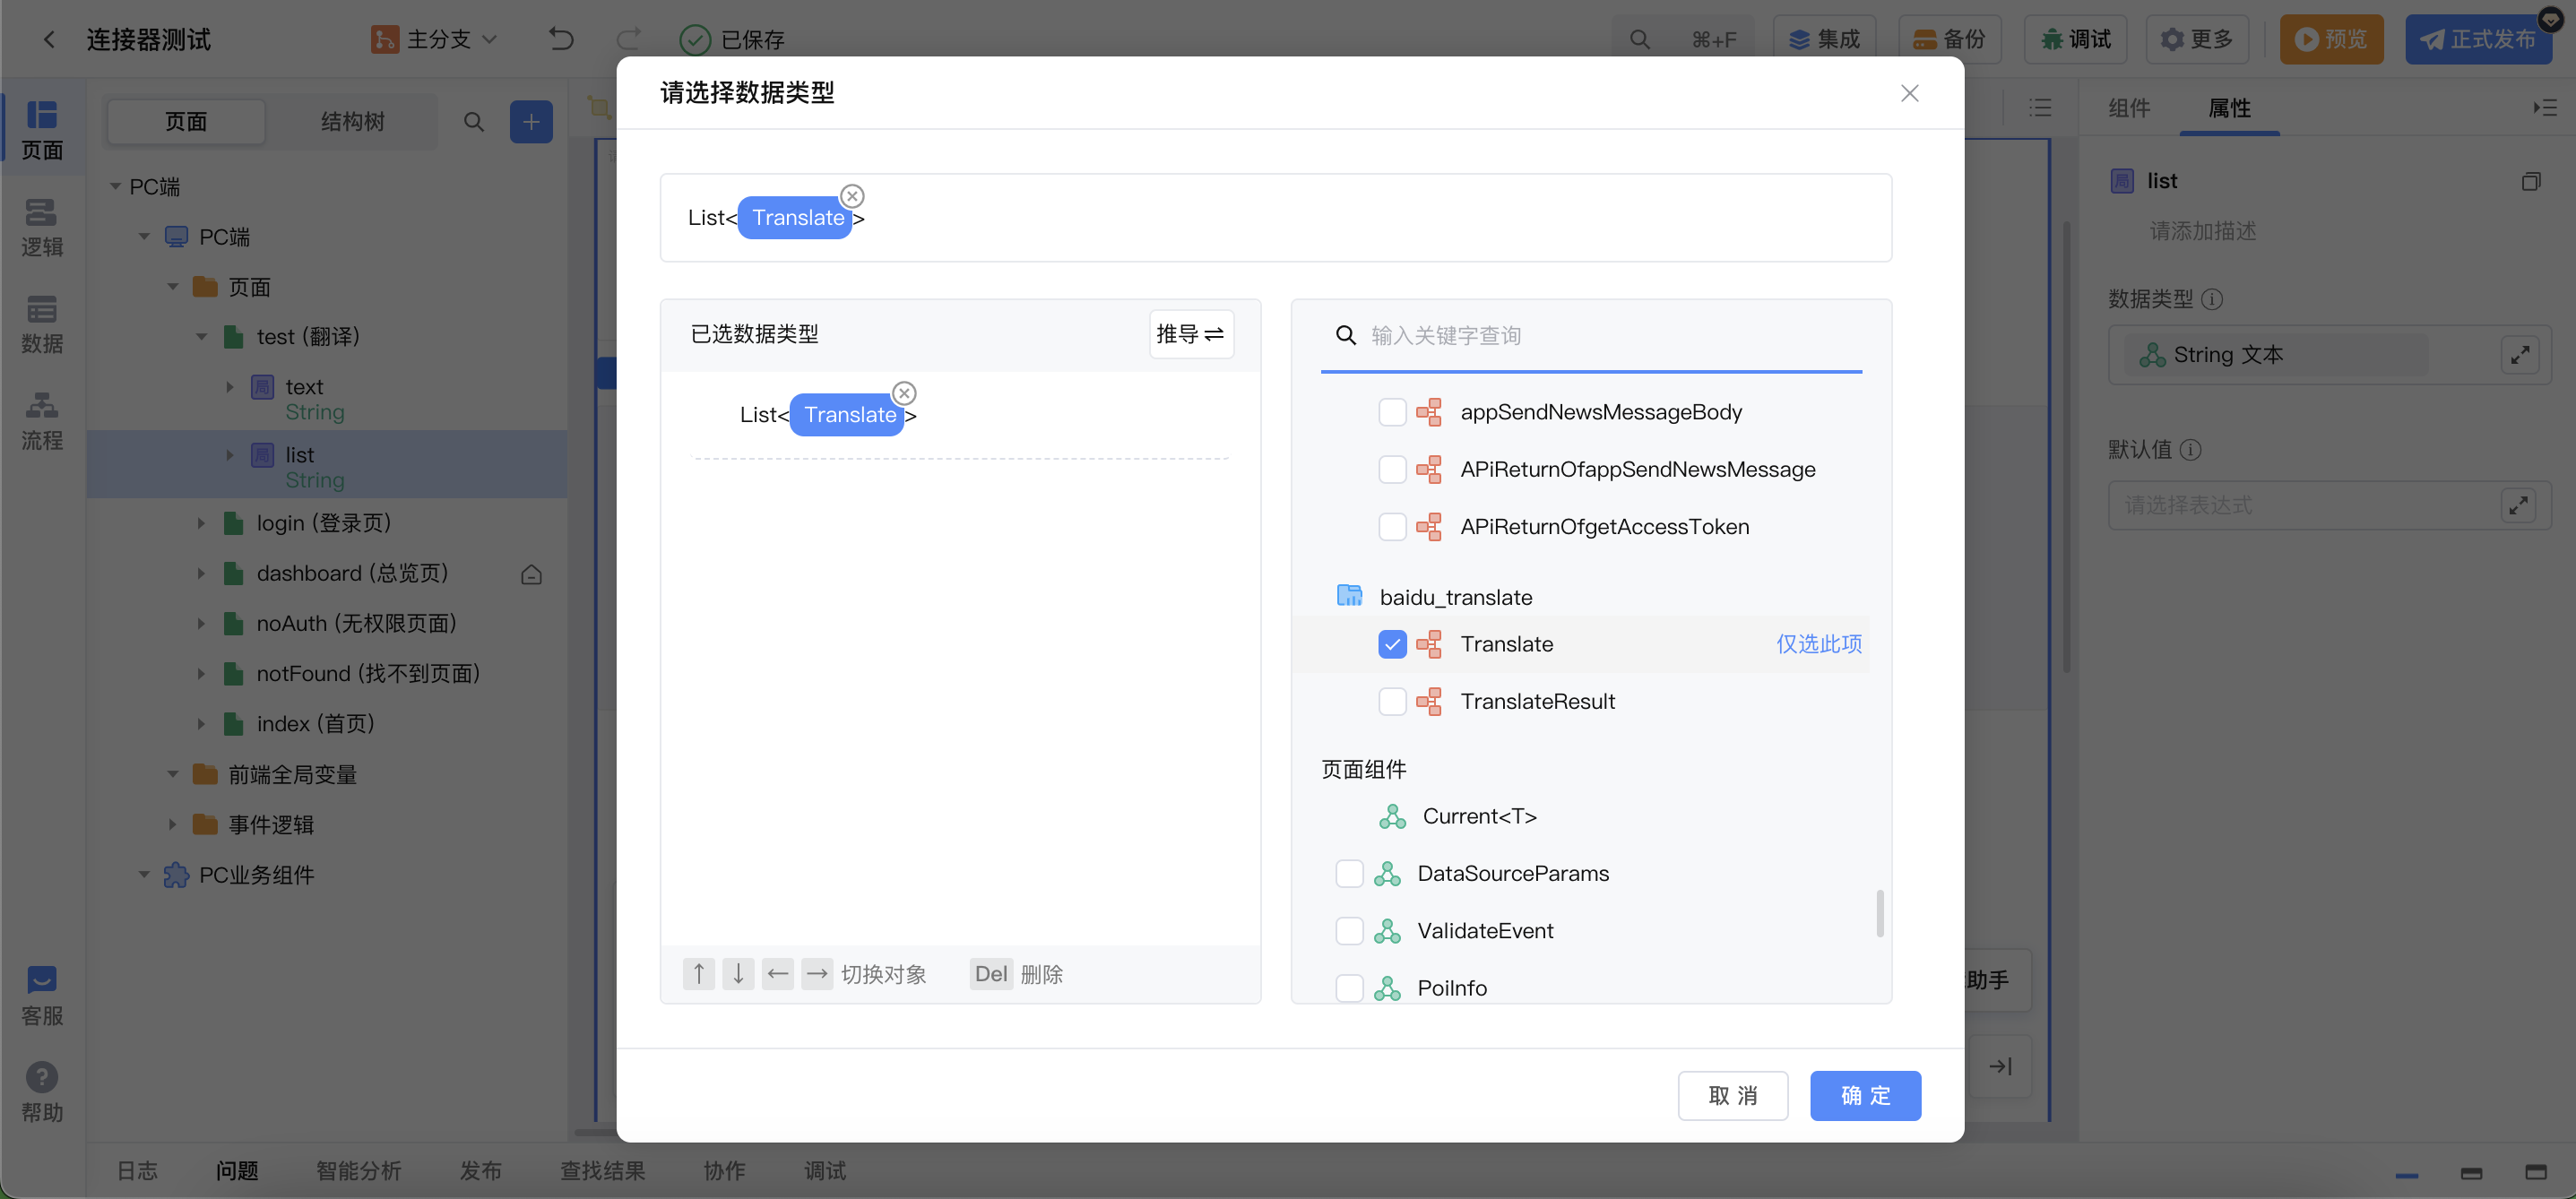 连接器测试
主分支
已保存
⌘+F
集成
备份
调试
更多
预览
正式发布
页面
逻辑
数据
流程
客服
帮助
页面
结构树
PC端
PC端
页面
test (翻译)
局
text
String
局
list
String
login (登录页)
dashboard (总览页)
noAuth (无权限页面)
notFound (找不到页面)
index (首页)
前端全局变量
事件逻辑
PC业务组件
请选择数据类型
List<Translate>
已选数据类型
推导
List<Translate>
↑ ↓ ← → 切换对象
Del 删除
输入关键字查询
appSendNewsMessageBody
APiReturnOfappSendNewsMessage
APiReturnOfgetAccessToken
baidu_translate
Translate
仅选此项
TranslateResult
页面组件
Current<T>
DataSourceParams
ValidateEvent
PoiInfo
取 消
确 定
组件
属性
局
list
请添加描述
数据类型
String 文本
默认值
请选择表达式
助手
日志
问题
智能分析
发布
查找结果
协作
调试